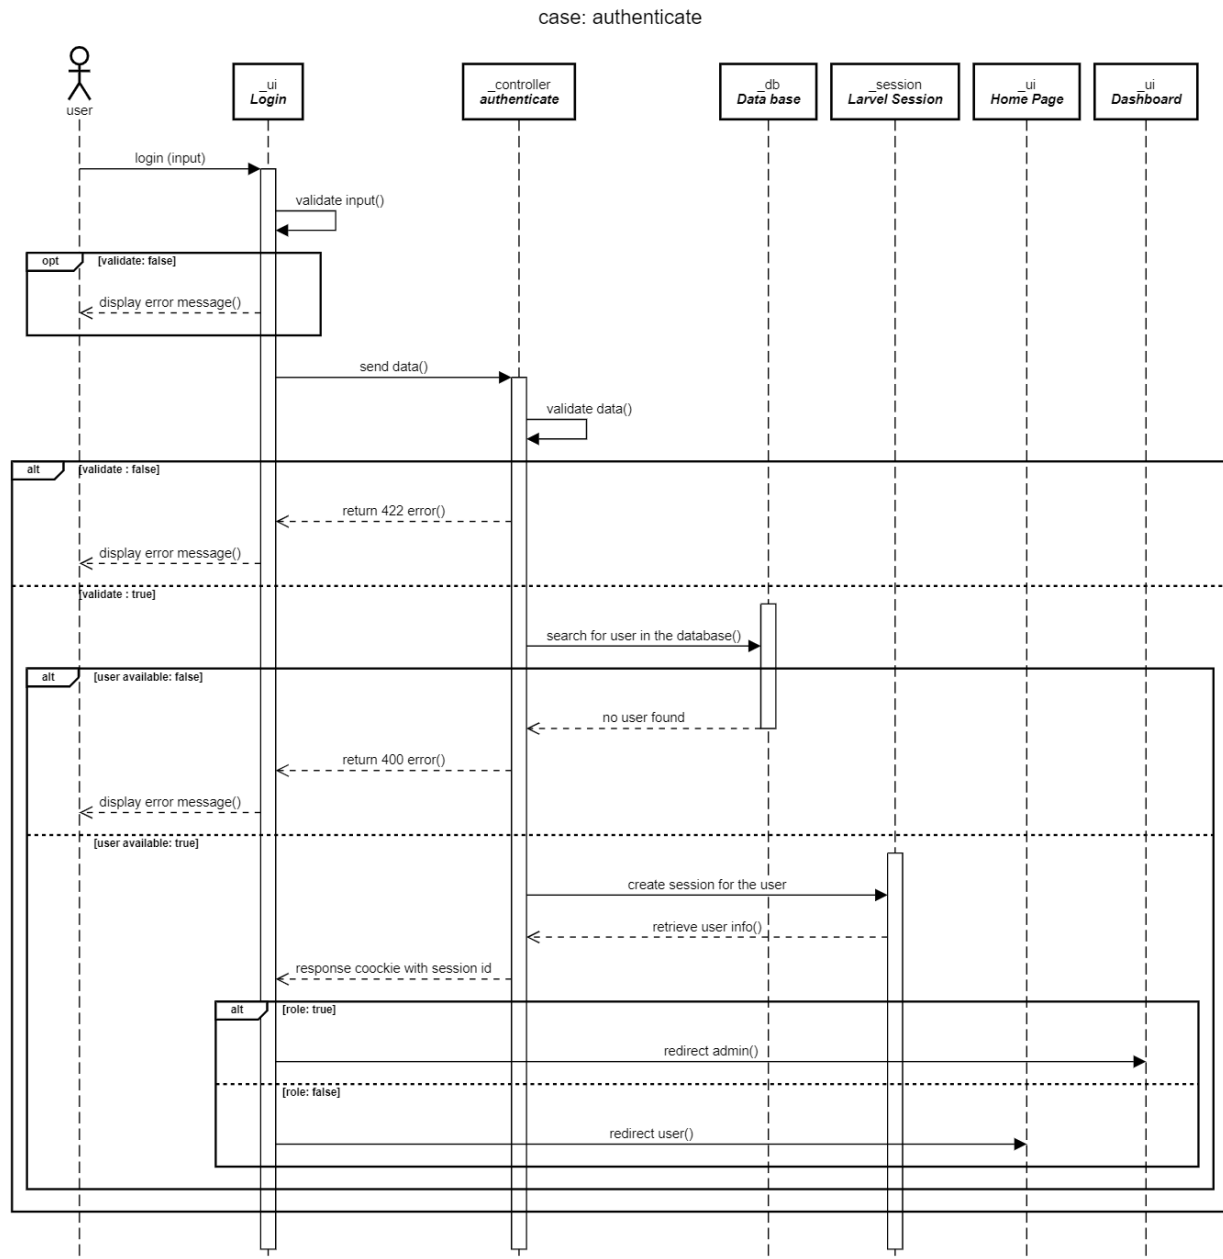 case: authenticate
user
_ui
Login
_controller
authenticate
_db
Data base
_session
Larvel Session
_ui
Home Page
_ui
Dashboard
login (input)
validate input()
opt
[validate: false]
display error message()
send data()
validate data()
alt
[validate : false]
return 422 error()
display error message()
[validate : true]
search for user in the database()
alt
[user available: false]
no user found
return 400 error()
display error message()
[user available: true]
create session for the user
retrieve user info()
response coockie with session id
alt
[role: true]
redirect admin()
[role: false]
redirect user()